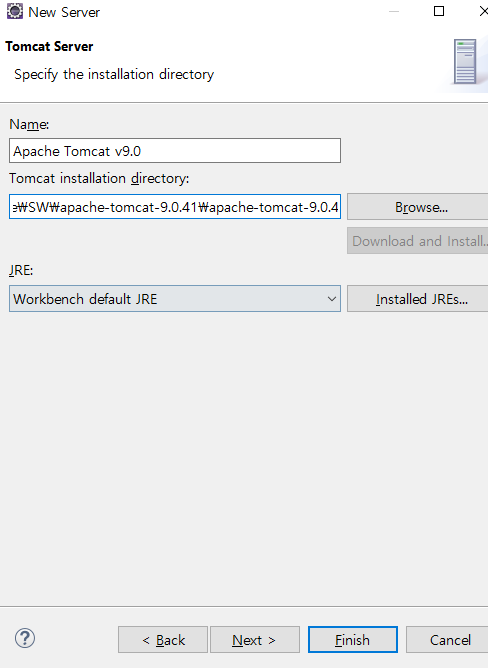 New Server
Tomcat Server
Specify the installation directory
Name:
Apache Tomcat v9.0
Tomcat installation directory:
₩SW₩apache-tomcat-9.0.41₩apache-tomcat-9.0.4
Browse...
Download and Install..
JRE:
Workbench default JRE
Installed JREs...
?
< Back
Next >
Finish
Cancel